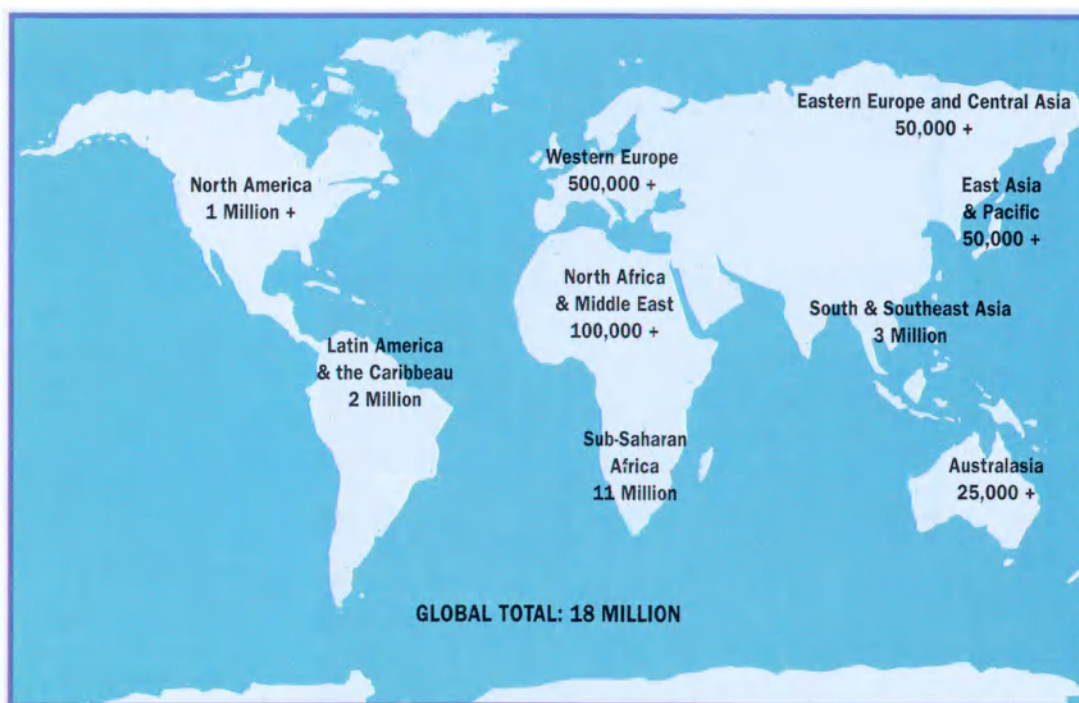 Eastern Europe and Central Asia
50,000 +
Western Europe
500,000 +
North America
1 Million +
East Asia
& Pacific
50,000 +
North Africa
& Middle East
100,000 +
South & Southeast Asia
3 Million
Latin America
& the Caribbeau
2 Million
Sub-Saharan
Africa
11 Million
Australasia
25,000 +
GLOBAL TOTAL: 18 MILLION